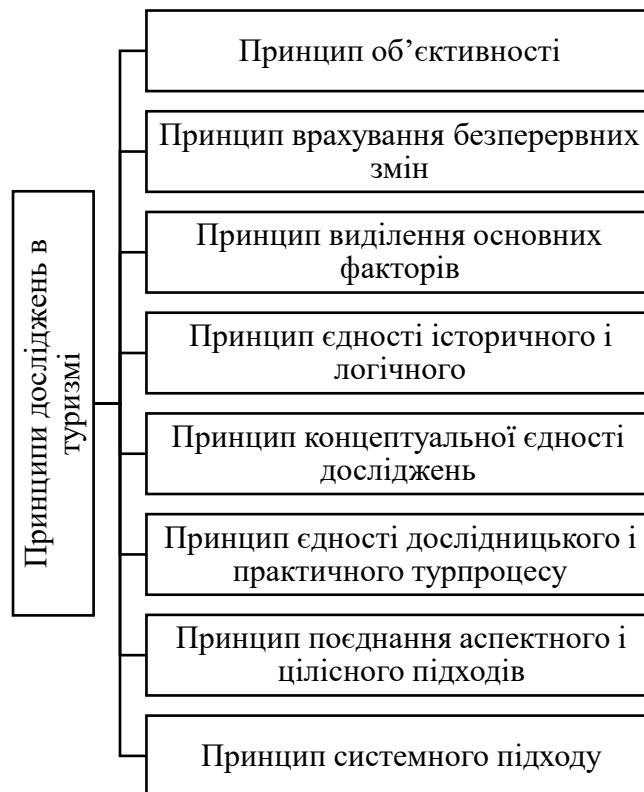 Принципи досліджень в
туризмі
Принцип об’єктивності
Принцип врахування безперервних
змін
Принцип виділення основних
факторів
Принцип єдності історичного і
логічного
Принцип концептуальної єдності
досліджень
Принцип єдності дослідницького і
практичного турпроцесу
Принцип поєднання аспектного і
цілісного підходів
Принцип системного підходу